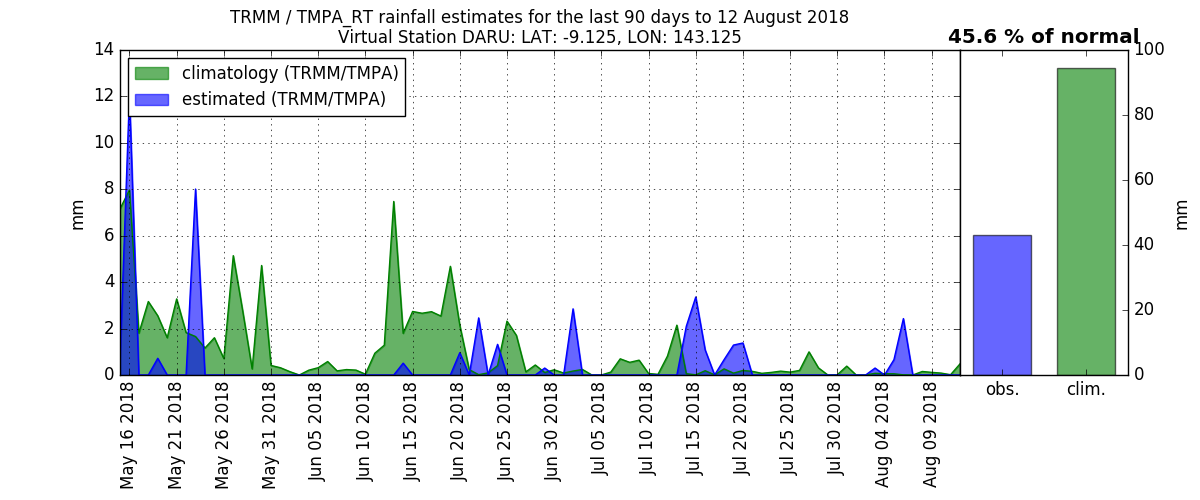 TRMM / TMPA_RT rainfall estimates for the last 90 days to 12 August 2018
Virtual Station DARU: LAT: -9.125, LON: 143.125
45.6 % of normal
climatology (TRMM/TMPA)
estimated (TRMM/TMPA)
mm
14
12
10
8
6
4
2
0
May 16 2018
May 21 2018
May 26 2018
May 31 2018
Jun 05 2018
Jun 10 2018
Jun 15 2018
Jun 20 2018
Jun 25 2018
Jun 30 2018
Jul 05 2018
Jul 10 2018
Jul 15 2018
Jul 20 2018
Jul 25 2018
Jul 30 2018
Aug 04 2018
Aug 09 2018
obs.
clim.
100
80
60
40
20
0
mm